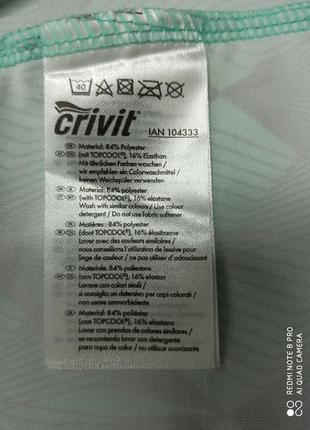 40
crivit
IAN 104333
Material: 84% Polyester
(mit TOPCOOL®), 16% Elasthan
Mit ähnlichen Farben waschen /
wir empfehlen ein Colorwaschmittel /
keinen Weichspüler verwenden
Material: 84% polyester
(with TOPCOOL®), 16% elastane
Wash with similar colours / Use colour
detergent / Do not use fabric softener
Matières: 84% polyester
(dont TOPCOOL®), 16% élasthanne
Laver avec des couleurs similaires /
nous conseillons l'utilisation de lessive pour
linge de couleur / ne pas utiliser d'adoucissant
Materiale: 84% poliestere
(con TOPCOOL®), 16% elastan
Lavare con colori simili /
si consiglia un detersivo per capi colorati /
non usare ammorbidente
Material: 84% poliéster
(con TOPCOOL®), 16% elastano
Lavar con prendas de colores similares /
se recomienda lavar con detergente
para ropa de color / no usar suavizante
REDMI NOTE 8 PRO
AI QUAD CAMERA